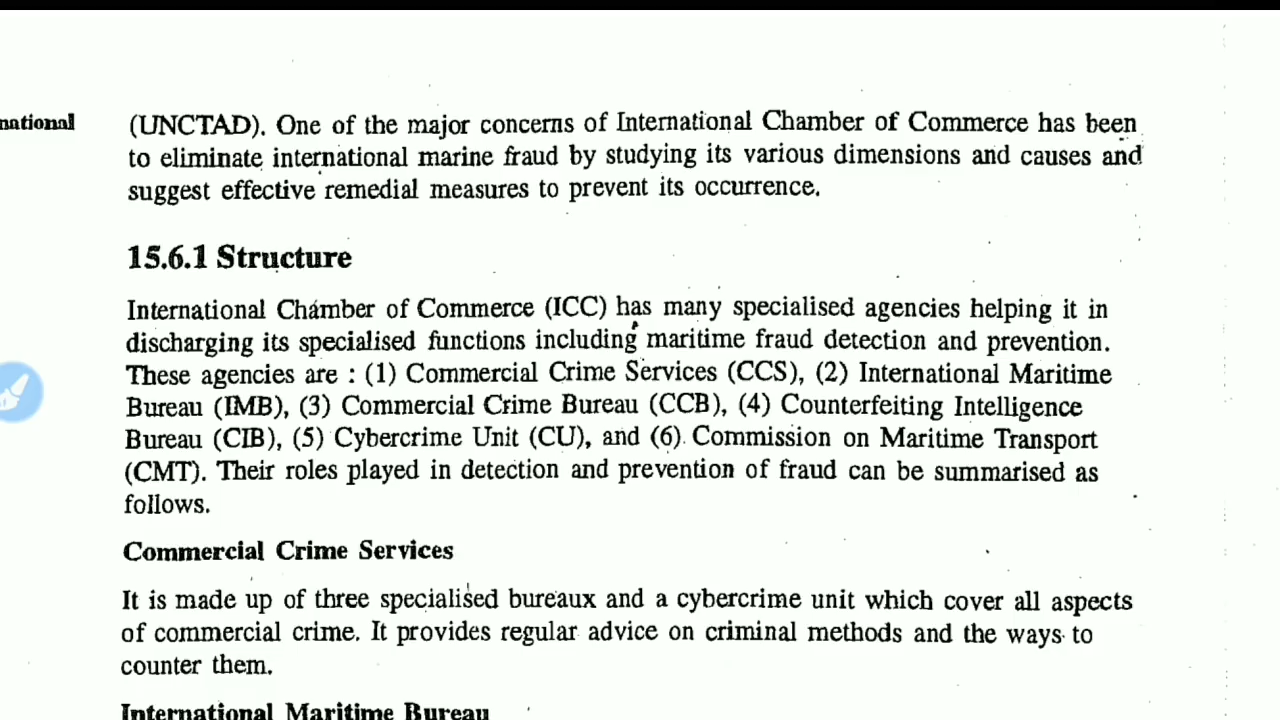 national
(UNCTAD). One of the major concerns of International Chamber of Commerce has been
to eliminate international marine fraud by studying its various dimensions and causes and
suggest effective remedial measures to prevent its occurrence.
15.6.1 Structure
International Chamber of Commerce (ICC) has many specialised agencies helping it in
discharging its specialised functions including maritime fraud detection and prevention.
These agencies are : (1) Commercial Crime Services (CCS), (2) International Maritime
Bureau (IMB), (3) Commercial Crime Bureau (CCB), (4) Counterfeiting Intelligence
Bureau (CIB), (5) Cybercrime Unit (CU), and (6) Commission on Maritime Transport
(CMT). Their roles played in detection and prevention of fraud can be summarised as
follows.
Commercial Crime Services
It is made up of three specialised bureaux and a cybercrime unit which cover all aspects
of commercial crime. It provides regular advice on criminal methods and the ways to
counter them.
International Maritime Bureau